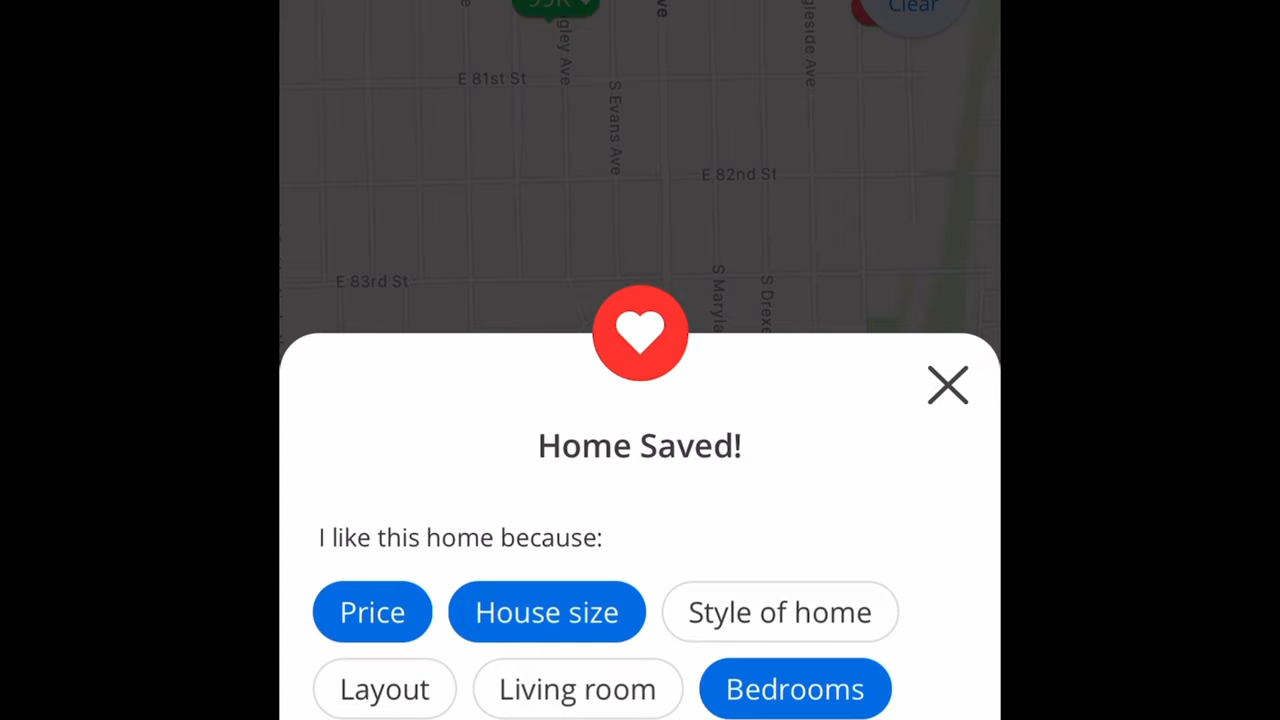 Clear
E 81st St
S Evans Ave
E 82nd St
E 83rd St
Home Saved!
I like this home because:
Price
House size
Style of home
Layout
Living room
Bedrooms